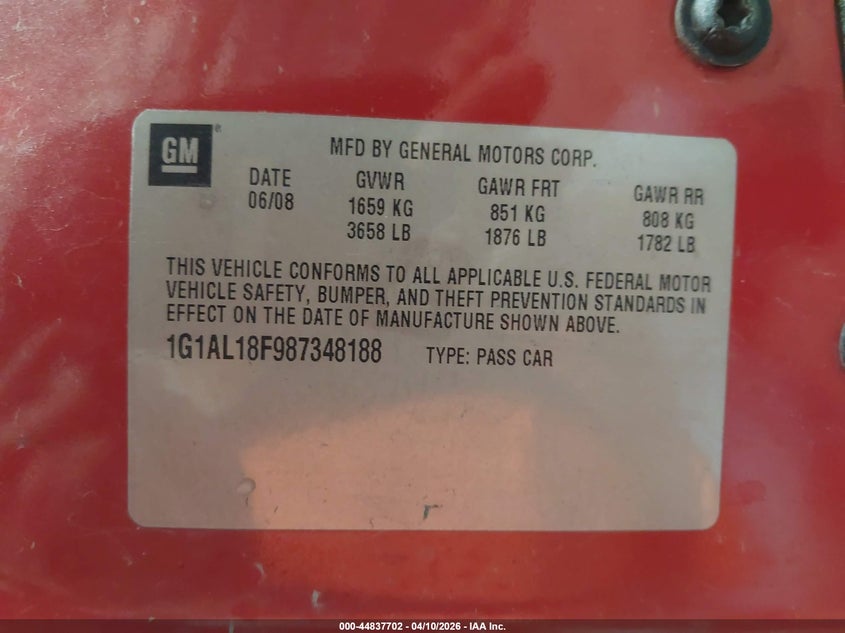 GM
MFD BY GENERAL MOTORS CORP.
DATE GVWR GAWR FRT GAWR RR
06/08 1659 KG 851 KG 808 KG
3658 LB 1876 LB 1782 LB
THIS VEHICLE CONFORMS TO ALL APPLICABLE U.S. FEDERAL MOTOR
VEHICLE SAFETY, BUMPER, AND THEFT PREVENTION STANDARDS IN
EFFECT ON THE DATE OF MANUFACTURE SHOWN ABOVE.
1G1AL18F987348188 TYPE: PASS CAR
000-44837702 - 04/10/2026 - IAA Inc.